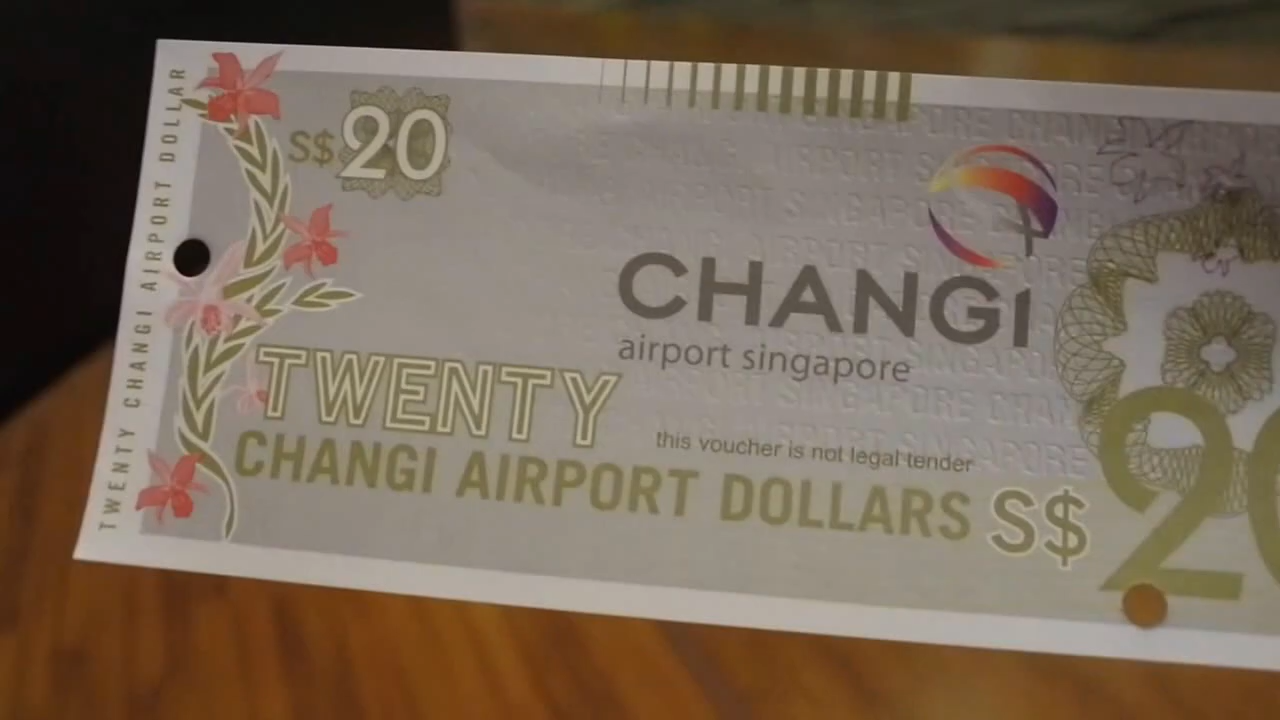 TWENTY CHANGI AIRPORT DOLLAR
S$20
CHANGI
airport singapore
TWENTY
this voucher is not legal tender
CHANGI AIRPORT DOLLARS S$20